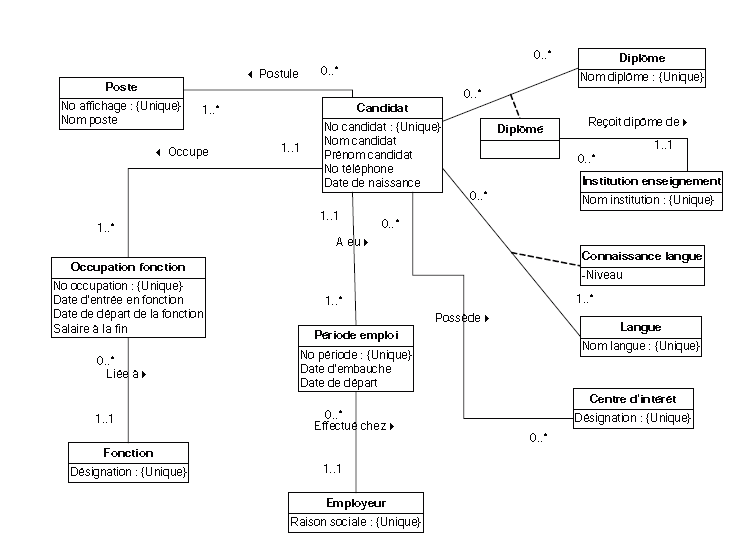 Diplôme
Nom diplôme : {Unique}
0..*
0..*
Postule
0..*
Poste
No affichage : {Unique}
Nom poste
1..*
Candidat
No candidat : {Unique}
Nom candidat
Prénom candidat
No téléphone
Date de naissance
Diplômé
Reçoit dipôme de
1..1
0..*
Institution enseignement
Nom institution : {Unique}
Occupe
1..1
1..*
1..1
0..*
0..*
A eu
1..*
Connaissance langue
-Niveau
1..*
Langue
Nom langue : {Unique}
Occupation fonction
No occupation : {Unique}
Date d'entrée en fonction
Date de départ de la fonction
Salaire à la fin
Possède
Période emploi
No période : {Unique}
Date d'embauche
Date de départ
0..*
Liée à
1..1
Centre d'intérêt
Désignation : {Unique}
0..*
0..*
Effectué chez
1..1
Fonction
Désignation : {Unique}
Employeur
Raison sociale : {Unique}